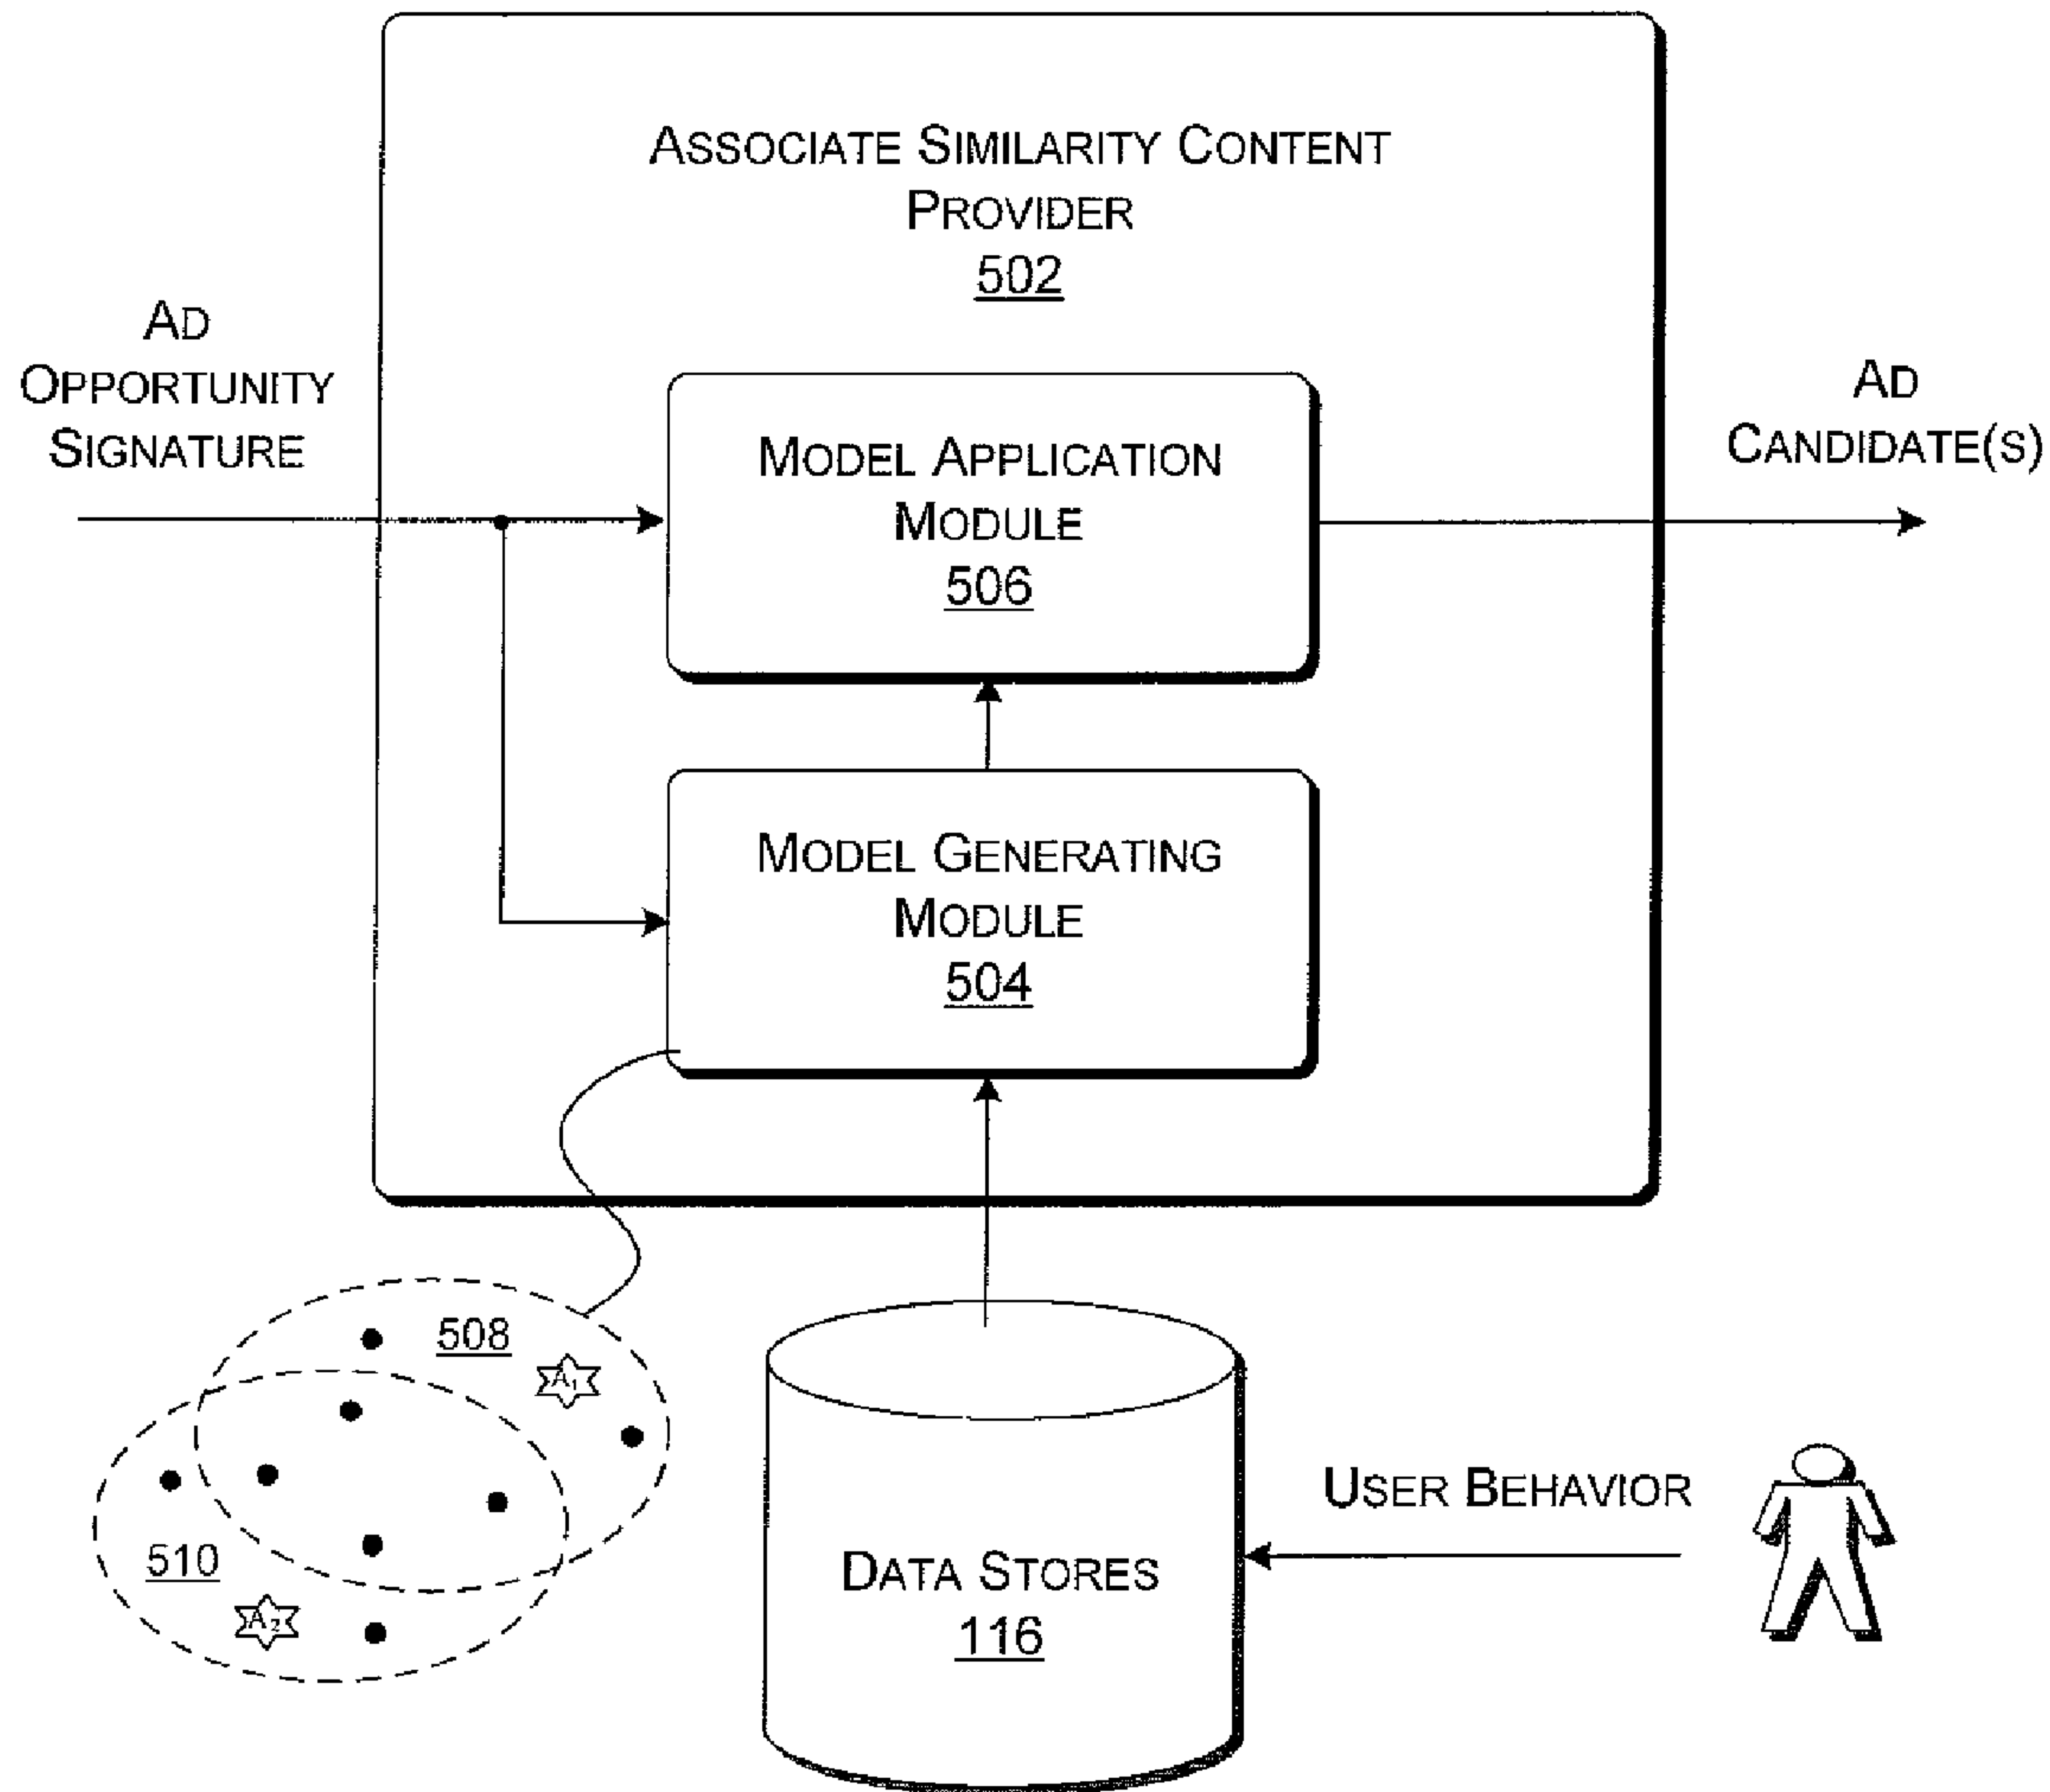 ASSOCIATE SIMILARITY CONTENT
PROVIDER
502
AD
OPPORTUNITY
SIGNATURE
AD
CANDIDATE(S)
MODEL APPLICATION
MODULE
506
MODEL GENERATING
MODULE
504
508
A1
510
A2
USER BEHAVIOR
DATA STORES
116